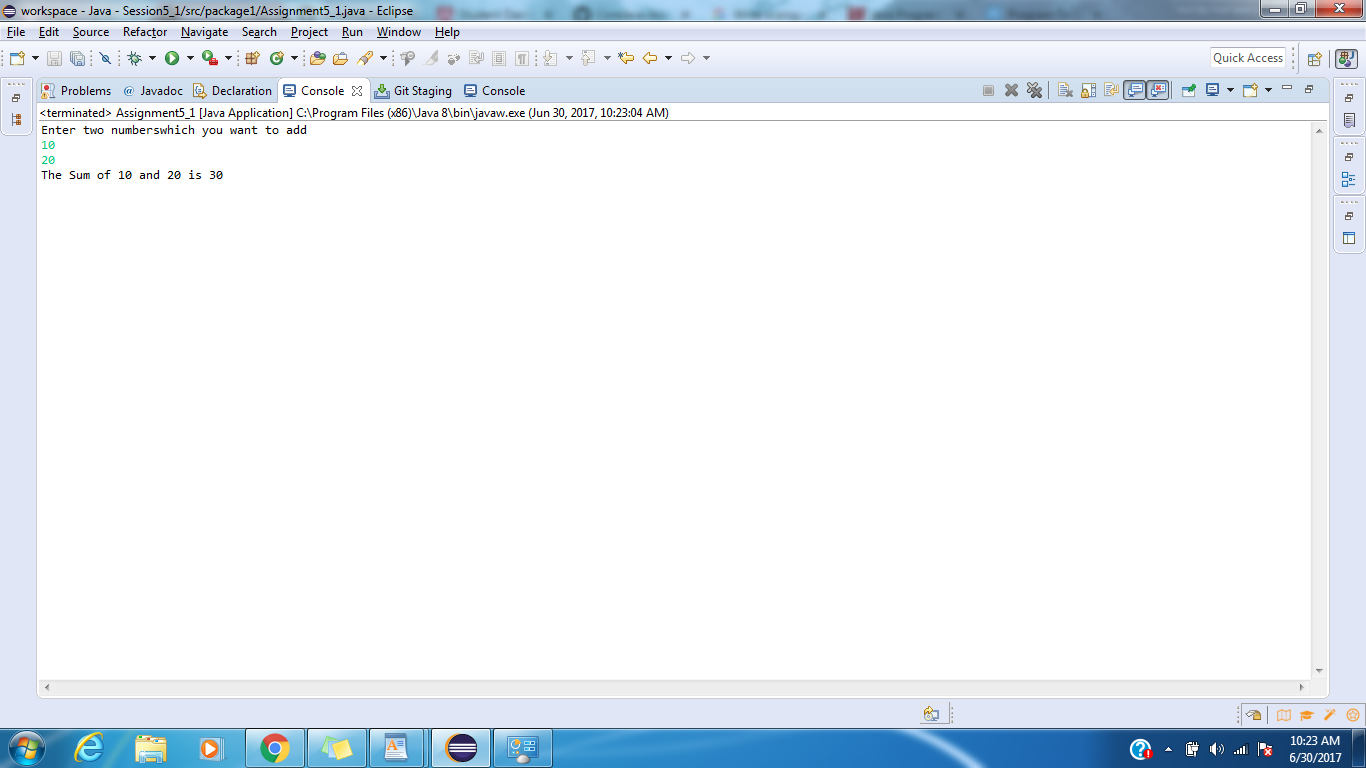 workspace - Java - Session5_1/src/package1/Assignment5_1.java - Eclipse
File Edit Source Refactor Navigate Search Project Run Window Help
Quick Access
Problems @ Javadoc Declaration Console Git Staging Console
<terminated> Assignment5_1 [Java Application] C:\Program Files (x86)\Java 8\bin\javaw.exe (Jun 30, 2017, 10:23:04 AM)
Enter two numberswhich you want to add
10
20
The Sum of 10 and 20 is 30
10:23 AM
6/30/2017